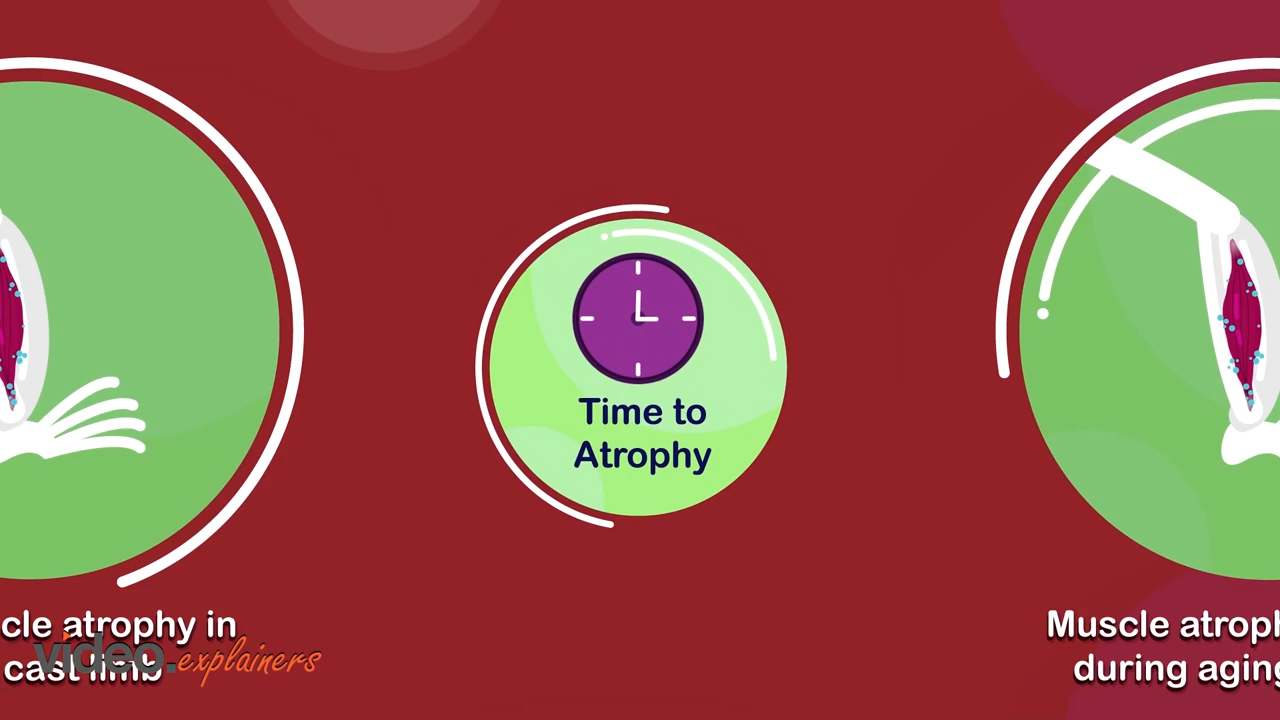 Time to
Atrophy
cle atrophy in
cast limb
video.explainers
Muscle atroph
during aging